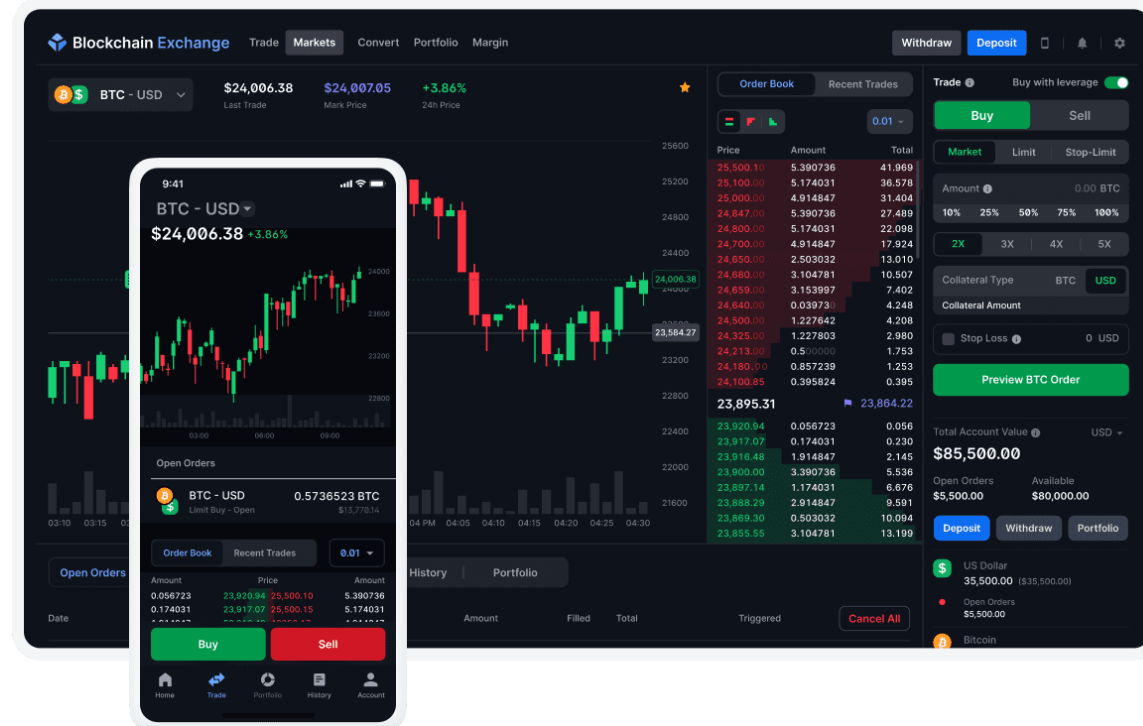 Blockchain Exchange Trade Markets Convert Portfolio Margin Withdraw Deposit
BTC - USD
$24,006.38 $24,007.05 +3.86%
Last Trade Mark Price 24h Price
25600
25200
24800
24400
24,006.38
24000
23,584.27
23200
22800
22400
22000
21600
03:10 03:15
04 PM 04:05 04:10 04:15 04:20 04:25 04:30
Order Book Recent Trades
0.01
Price Amount Total
25,500.10 5.390736 41.969
25,100.00 5.174031 36.578
25,000.00 4.914847 31.404
24,847.00 5.390736 27.489
24,800.00 5.174031 22.098
24,700.00 4.914847 17.924
24,650.00 2.503032 13.010
24,680.00 3.104781 10.507
24,659.00 3.153997 7.402
24,640.00 0.039730 4.248
24,500.00 1.227642 4.208
24,325.00 1.227803 2.980
24,213.00 0.500000 1.753
24,180.00 0.857239 1.253
24,100.85 0.395824 0.395
23,895.31 23,864.22
23,920.94 0.056723 0.056
23,917.07 0.174031 0.230
23,916.48 1.914847 2.145
23,900.00 3.390736 5.536
23,897.14 1.174031 6.676
23,888.29 2.914847 9.591
23,869.30 0.503032 10.094
23,855.55 3.104781 13.199
Trade Buy with leverage
Buy Sell
Market Limit Stop-Limit
Amount 0.00 BTC
10% 25% 50% 75% 100%
2X 3X 4X 5X
Collateral Type BTC USD
Collateral Amount
Stop Loss 0 USD
Preview BTC Order
Total Account Value USD
$85,500.00
Open Orders Available
$5,500.00 $80,000.00
Deposit Withdraw Portfolio
US Dollar
35,500.00 ($35,500.00)
Open Orders
$5,500.00
Bitcoin
Open Orders History Portfolio
Date Amount Filled Total Triggered Cancel All
9:41
BTC - USD
$24,006.38 +3.86%
24000
23600
23200
22800
03:00 06:00 09:00
Open Orders
BTC - USD 0.5736523 BTC
Limit Buy - Open $13,770.14
Order Book Recent Trades 0.01
Amount Price Amount
0.056723 23,920.94 25,500.10 5.390736
0.174031 23,917.07 25,500.15 5.174031
Buy Sell
Home Trade Portfolio History Account